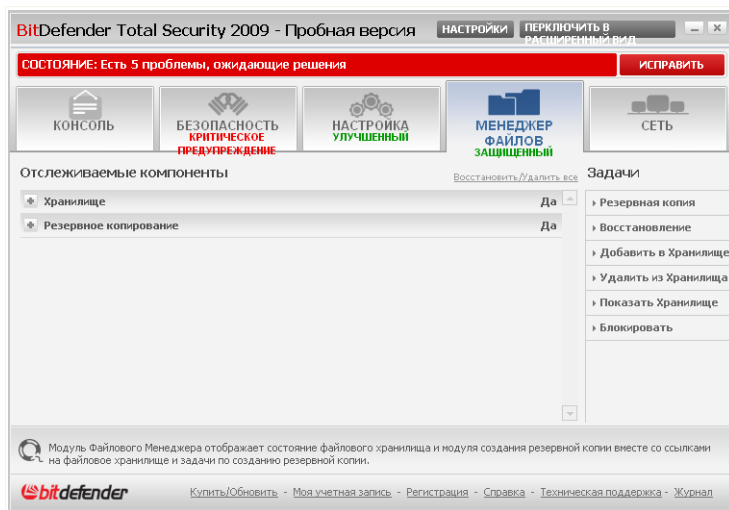 BitDefender Total Security 2009 - Пробная версия
НАСТРОЙКИ
ПЕРЕКЛЮЧИТЬ В
РАСШИРЕННЫЙ ВИД
СОСТОЯНИЕ: Есть 5 проблемы, ожидающие решения
ИСПРАВИТЬ
КОНСОЛЬ
БЕЗОПАСНОСТЬ
КРИТИЧЕСКОЕ
ПРЕДУПРЕЖДЕНИЕ
НАСТРОЙКА
УЛУЧШЕННЫЙ
МЕНЕДЖЕР
ФАЙЛОВ
ЗАЩИЩЕННЫЙ
СЕТЬ
Отслеживаемые компоненты
Восстановить/Удалить все
Хранилище Да
Резервное копирование Да
Задачи
Резервная копия
Восстановление
Добавить в Хранилище
Удалить из Хранилища
Показать Хранилище
Блокировать
Модуль Файлового Менеджера отображает состояние файлового хранилища и модуля создания резервной копии вместе со ссылками
на файловое хранилище и задачи по созданию резервной копии.
bitdefender
Купить/Обновить - Моя учетная запись - Регистрация - Справка - Техническая поддержка - Журнал